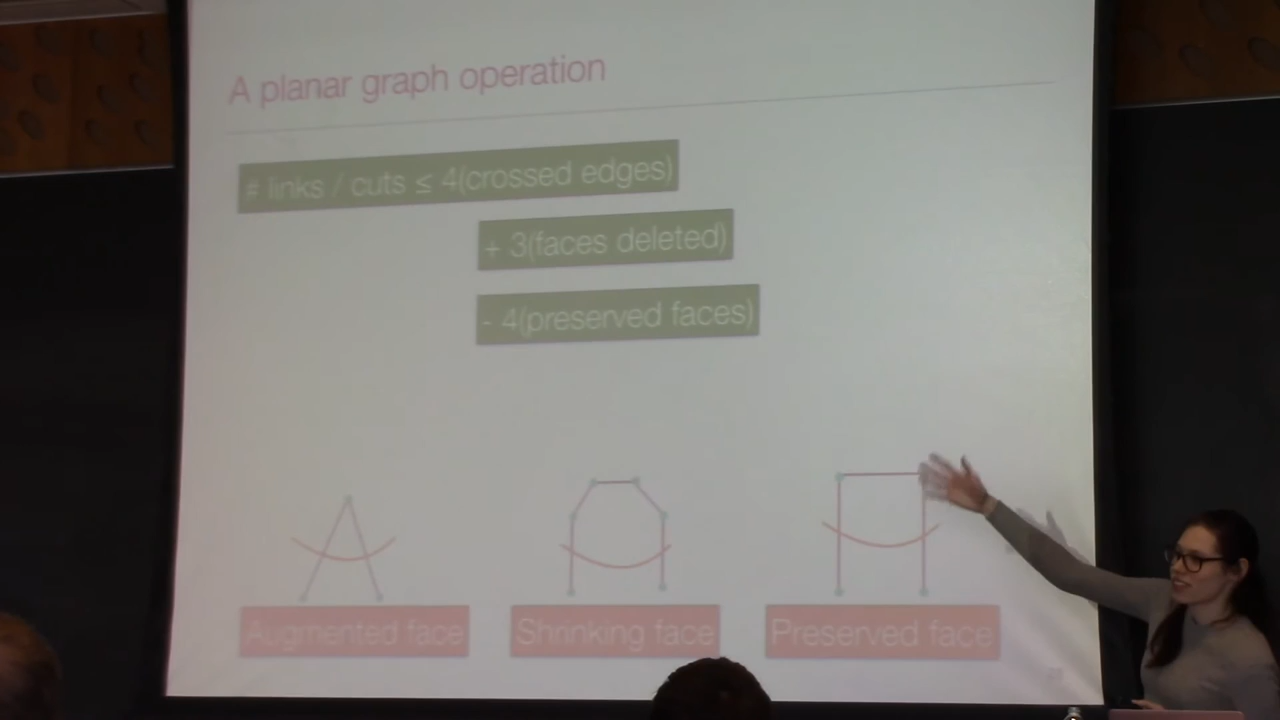 A planar graph operation
# links / cuts ≤ 4(crossed edges)
+ 3(faces deleted)
- 4(preserved faces)
Augmented face
Shrinking face
Preserved face